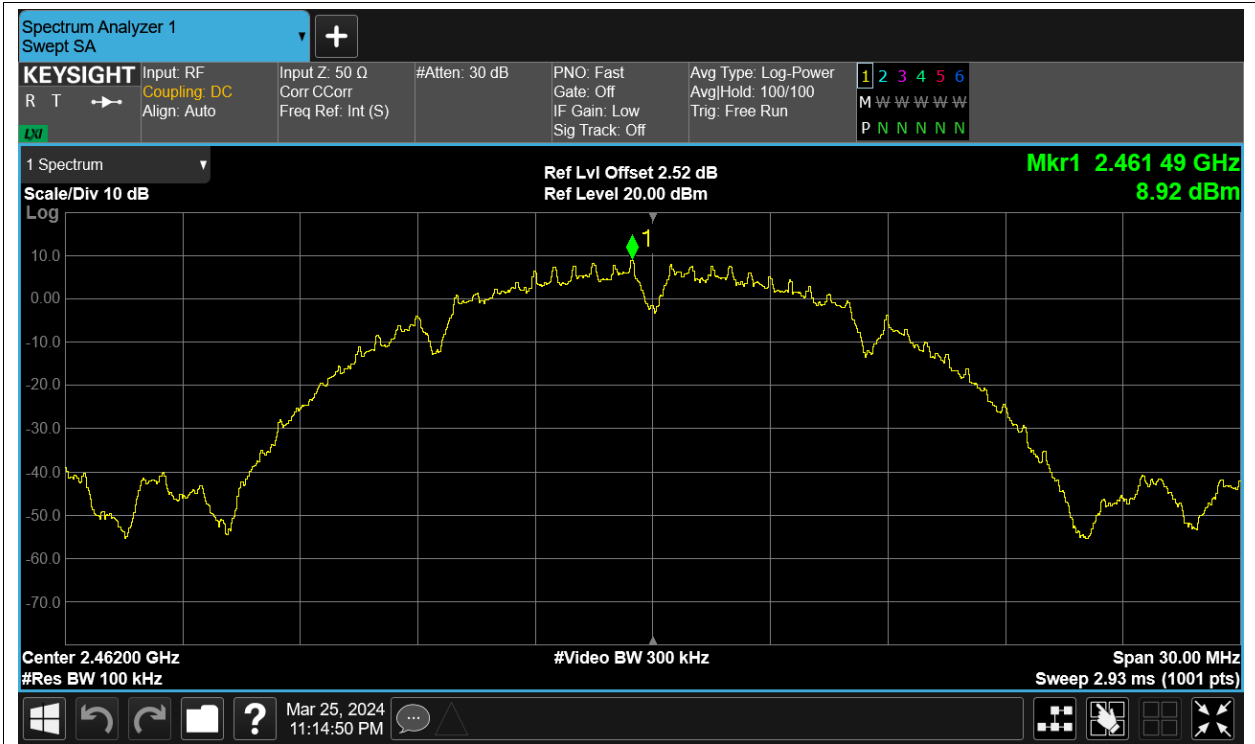 Spectrum Analyzer 1
Swept SA
KEYSIGHT
R T
LXI
Input: RF
Coupling: DC
Align: Auto
Input Z: 50 Ω
Corr CCorr
Freq Ref: Int (S)
#Atten: 30 dB
PNO: Fast
Gate: Off
IF Gain: Low
Sig Track: Off
Avg Type: Log-Power
Avg|Hold: 100/100
Trig: Free Run
1 2 3 4 5 6
M W W W W W
P N N N N N
1 Spectrum
Scale/Div 10 dB
Log
Ref Lvl Offset 2.52 dB
Ref Level 20.00 dBm
Mkr1 2.461 49 GHz
8.92 dBm
1
10.0
0.00
-10.0
-20.0
-30.0
-40.0
-50.0
-60.0
-70.0
Center 2.46200 GHz
#Res BW 100 kHz
#Video BW 300 kHz
Span 30.00 MHz
Sweep 2.93 ms (1001 pts)
?
Mar 25, 2024
11:14:50 PM